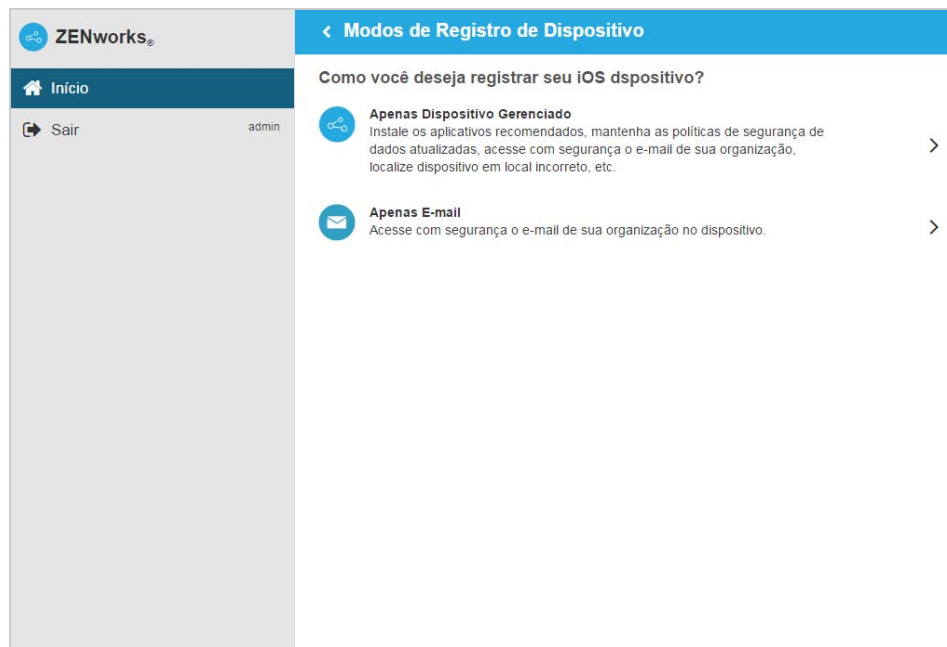 ZENworks®
Início
Sair
admin
Modos de Registro de Dispositivo
Como você deseja registrar seu iOS dspositivo?
Apenas Dispositivo Gerenciado
Instale os aplicativos recomendados, mantenha as políticas de segurança de
dados atualizadas, acesse com segurança o e-mail de sua organização,
localize dispositivo em local incorreto, etc.
Apenas E-mail
Acesse com segurança o e-mail de sua organização no dispositivo.